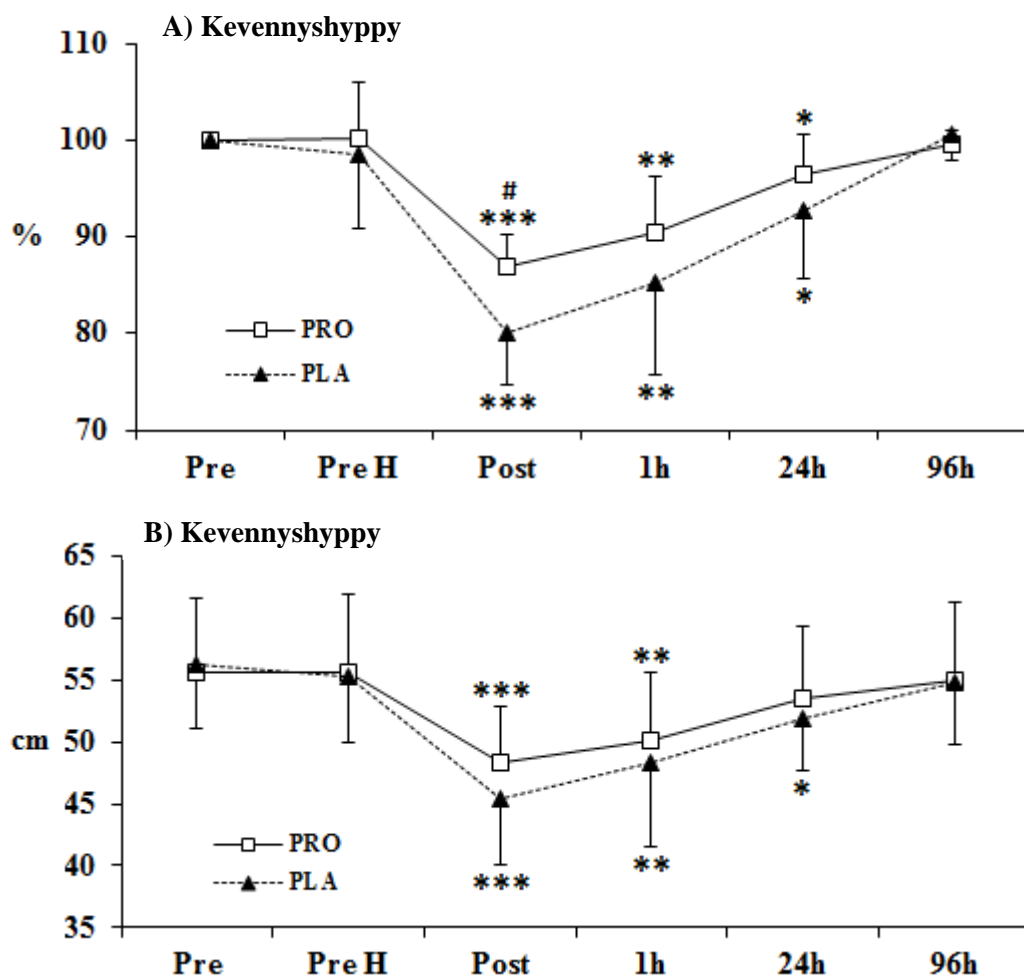 A) Kevennyshyppy
110
100
%
90
80
70
*
**
#
***
*
**
***
PRO
PLA
Pre Pre H Post 1h 24h 96h
B) Kevennyshyppy
65
60
55
cm
50
45
40
35
**
***
*
**
***
PRO
PLA
Pre Pre H Post 1h 24h 96h